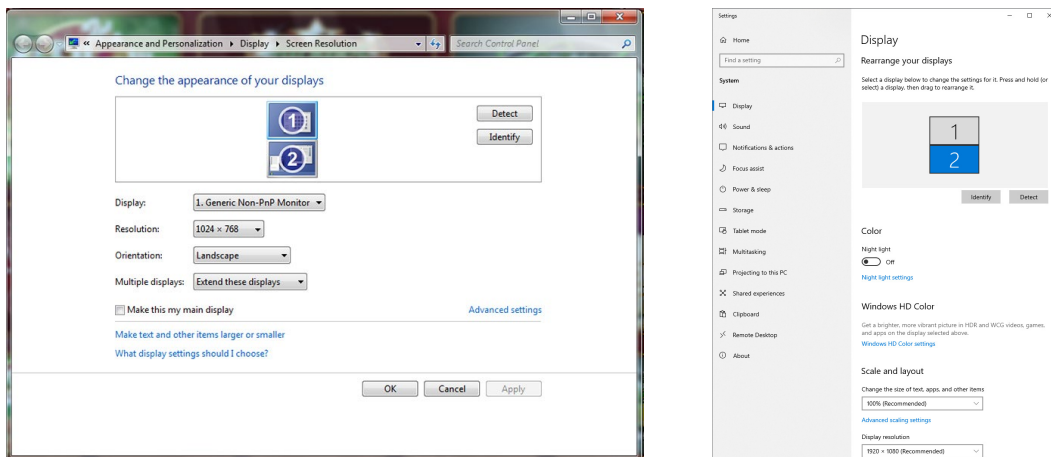 « Appearance and Personalization ▸ Display ▸ Screen Resolution
Search Control Panel
Change the appearance of your displays
1
2
Detect
Identify
Display: 1. Generic Non-PnP Monitor
Resolution: 1024 × 768
Orientation: Landscape
Multiple displays: Extend these displays
Make this my main display
Advanced settings
Make text and other items larger or smaller
What display settings should I choose?
OK Cancel Apply
Settings
Home
Find a setting
System
Display
Sound
Notifications & actions
Focus assist
Power & sleep
Storage
Tablet mode
Multitasking
Projecting to this PC
Shared experiences
Clipboard
Remote Desktop
About
Display
Rearrange your displays
Select a display below to change the settings for it. Press and hold (or
select) a display, then drag to rearrange it.
1
2
Identify Detect
Color
Night light
Off
Night light settings
Windows HD Color
Get a brighter, more vibrant picture in HDR and WCG videos, games,
and apps on the display selected above.
Windows HD Color settings
Scale and layout
Change the size of text, apps, and other items
100% (Recommended)
Advanced scaling settings
Display resolution
1920 × 1080 (Recommended)